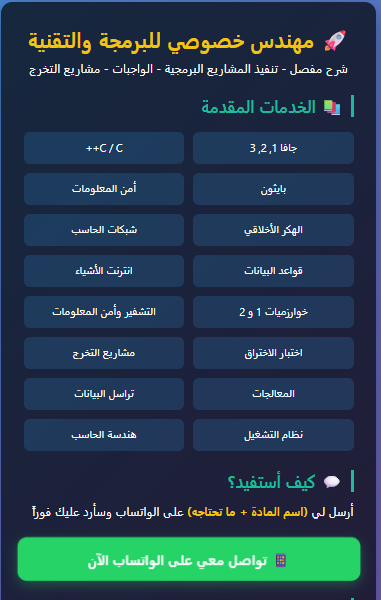 🚀 مهندس خصوصي للبرمجة والتقنية
شرح مفصل - تنفيذ المشاريع البرمجية - الواجبات - مشاريع التخرج
📚 الخدمات المقدمة
جافا 1, 2, 3
++C / C
بايثون
أمن المعلومات
الهكر الأخلاقي
شبكات الحاسب
قواعد البيانات
انترنت الأشياء
خوارزميات 1 و 2
التشفير وأمن المعلومات
اختبار الاختراق
مشاريع التخرج
المعالجات
تراسل البيانات
نظام التشغيل
هندسة الحاسب
💬 كيف أستفيد؟
أرسل لي (اسم المادة + ما تحتاجه) على الواتساب وسأرد عليك فوراً
📱 تواصل معي على الواتساب الآن